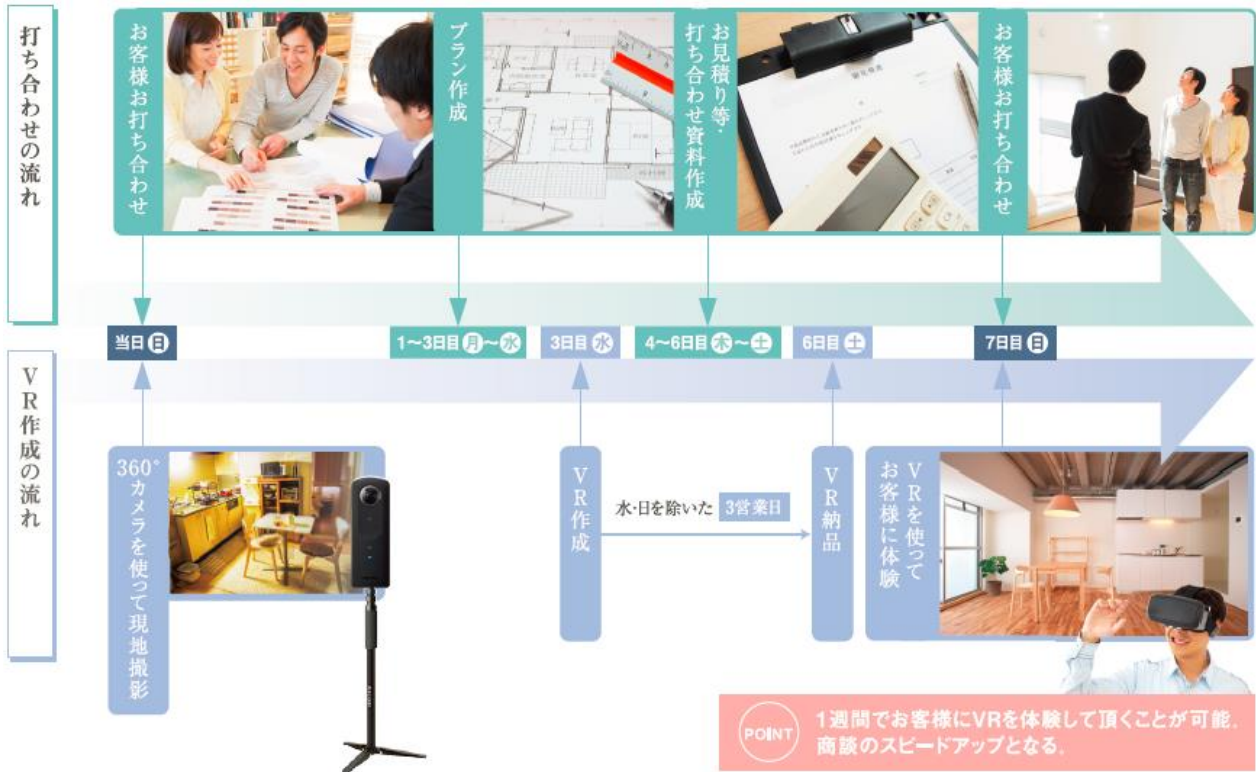 打ち合わせの流れ
お客様お打ち合わせ
プラン作成
お見積り等・
打ち合わせ資料作成
お客様お打ち合わせ
当日 日
1～3日目 月～水
3日目 水
4～6日目 木～土
6日目 土
7日目 日
VR作成の流れ
360°
カメラを使って現地撮影
VR作成
水・日を除いた 3営業日
VR納品
VRを使って
お客様に体験
POINT
1週間でお客様にVRを体験して頂くことが可能。
商談のスピードアップとなる。